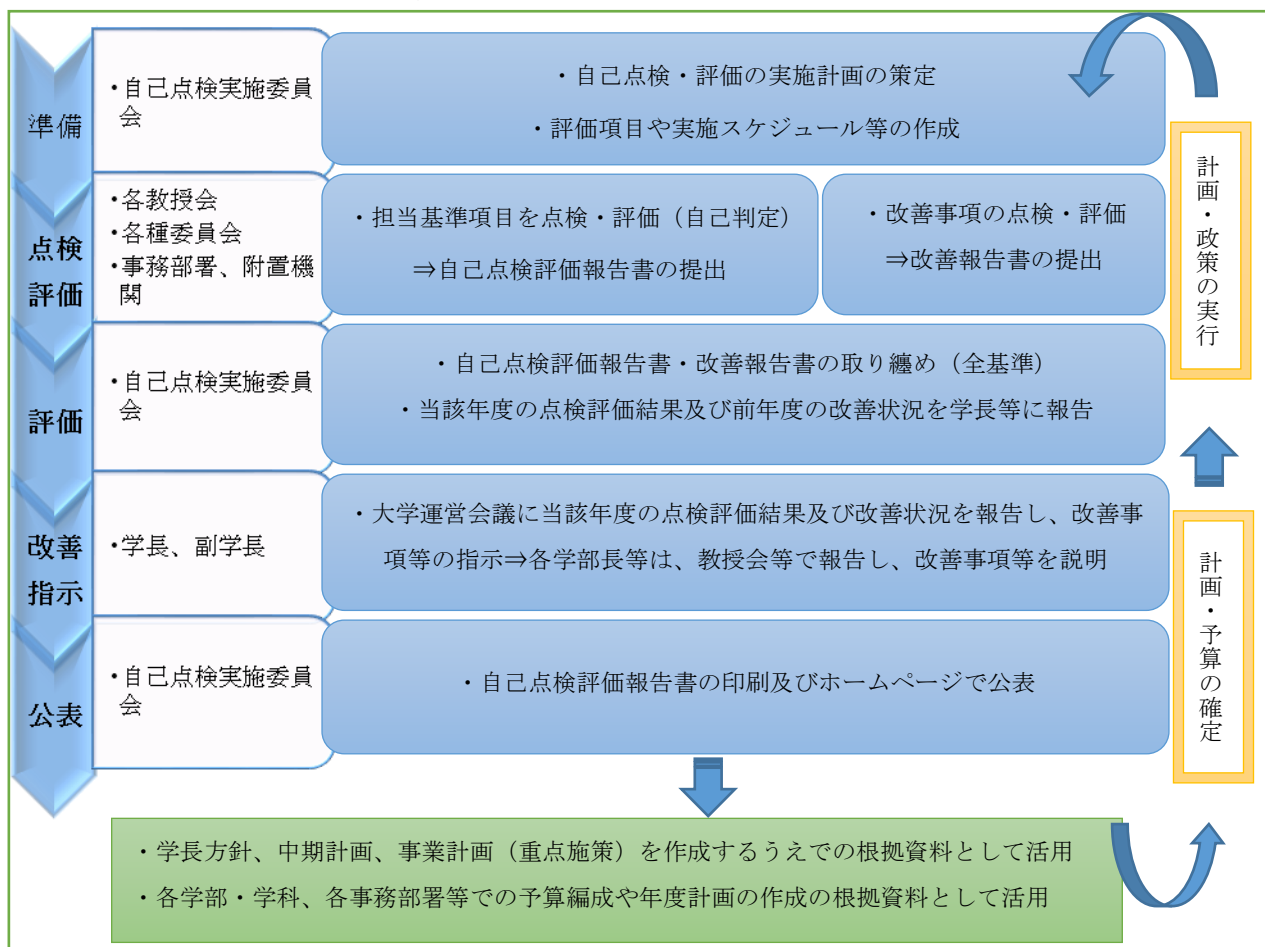 準備
・自己点検実施委員
会
・自己点検・評価の実施計画の策定
・評価項目や実施スケジュール等の作成
点検
評価
・各教授会
・各種委員会
・事務部署、附置機
関
・担当基準項目を点検・評価（自己判定）
⇒自己点検評価報告書の提出
・改善事項の点検・評価
⇒改善報告書の提出
評価
・自己点検実施委員
会
・自己点検評価報告書・改善報告書の取り纏め（全基準）
・当該年度の点検評価結果及び前年度の改善状況を学長等に報告
改善
指示
・学長、副学長
・大学運営会議に当該年度の点検評価結果及び改善状況を報告し、改善事
項等の指示⇒各学部長等は、教授会等で報告し、改善事項等を説明
公表
・自己点検実施委員
会
・自己点検評価報告書の印刷及びホームページで公表
・学長方針、中期計画、事業計画（重点施策）を作成するうえでの根拠資料として活用
・各学部・学科、各事務部署等での予算編成や年度計画の作成の根拠資料として活用
計画・予算の確定
計画・政策の実行